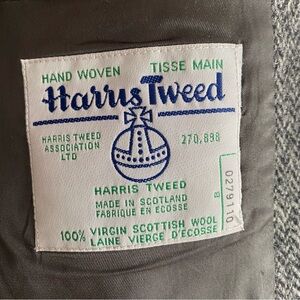 HAND WOVEN TISSE MAIN
Harris Tweed
HARRIS TWEED
ASSOCIATION
LTD
270,898
HARRIS TWEED
MADE IN SCOTLAND
FABRIQUE EN ECOSSE
100% VIRGIN SCOTTISH WOOL
LAINE VIERGE D'ECOSSE